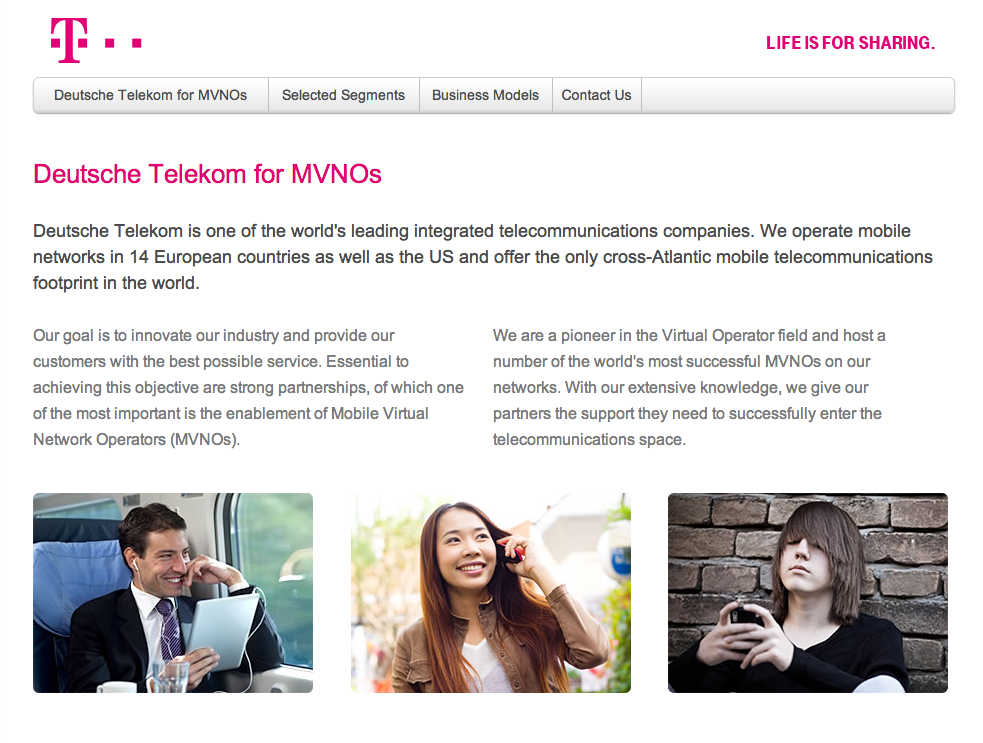 T
LIFE IS FOR SHARING.
Deutsche Telekom for MVNOs
Selected Segments
Business Models
Contact Us
Deutsche Telekom for MVNOs
Deutsche Telekom is one of the world's leading integrated telecommunications companies. We operate mobile
networks in 14 European countries as well as the US and offer the only cross-Atlantic mobile telecommunications
footprint in the world.
Our goal is to innovate our industry and provide our
customers with the best possible service. Essential to
achieving this objective are strong partnerships, of which one
of the most important is the enablement of Mobile Virtual
Network Operators (MVNOs).
We are a pioneer in the Virtual Operator field and host a
number of the world's most successful MVNOs on our
networks. With our extensive knowledge, we give our
partners the support they need to successfully enter the
telecommunications space.